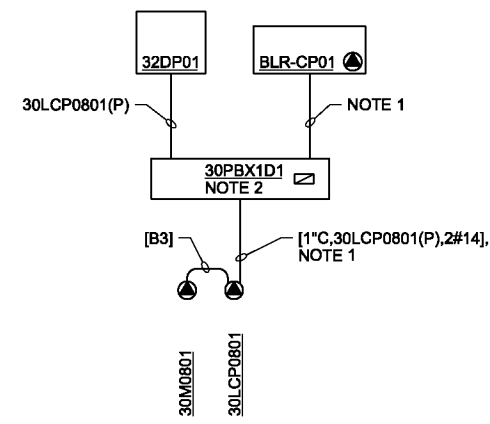 32DP01
BLR-CP01
30LCP0801(P)
NOTE 1
30PBX1D1
NOTE 2
[B3]
[1"C,30LCP0801(P),2#14],
NOTE 1
30M0801
30LCP0801